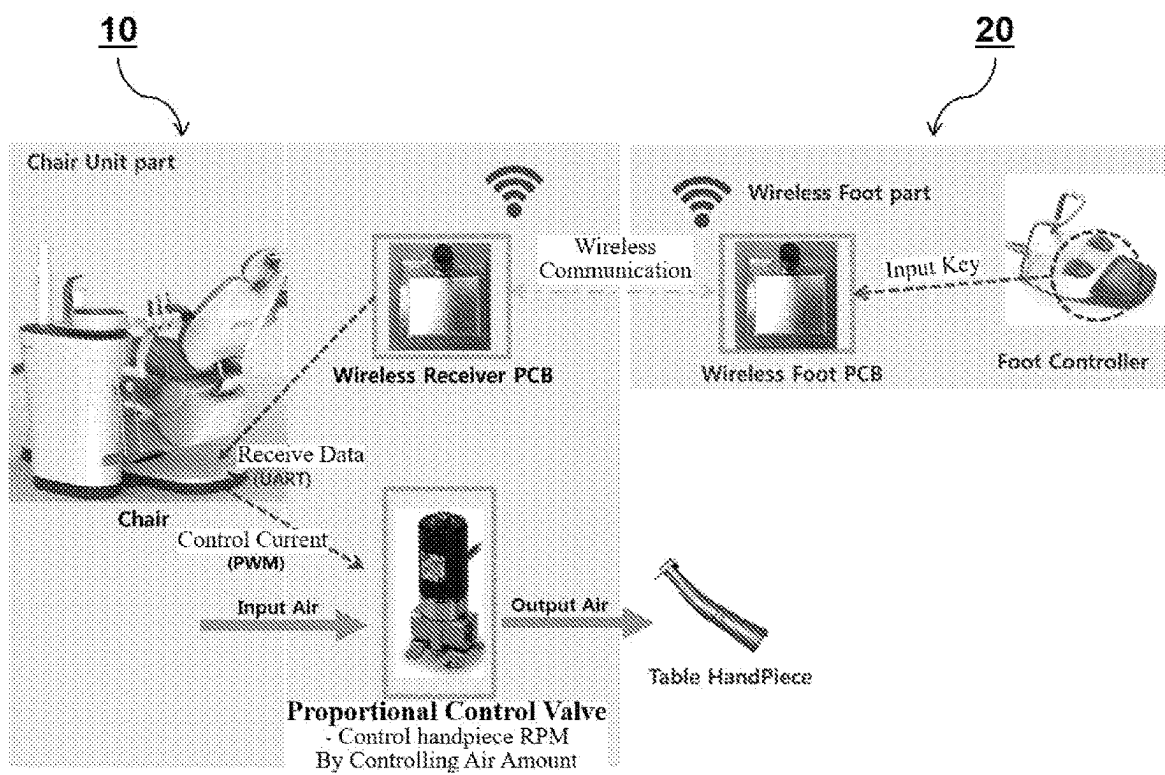 10
20
Chair Unit part
Wireless Foot part
Wireless
Communication
Input Key
Wireless Receiver PCB
Wireless Foot PCB
Foot Controller
Receive Data
(UART)
Chair
Control Current
(PWM)
Input Air
Output Air
Table HandPiece
Proportional Control Valve
- Control handpiece RPM
By Controlling Air Amount